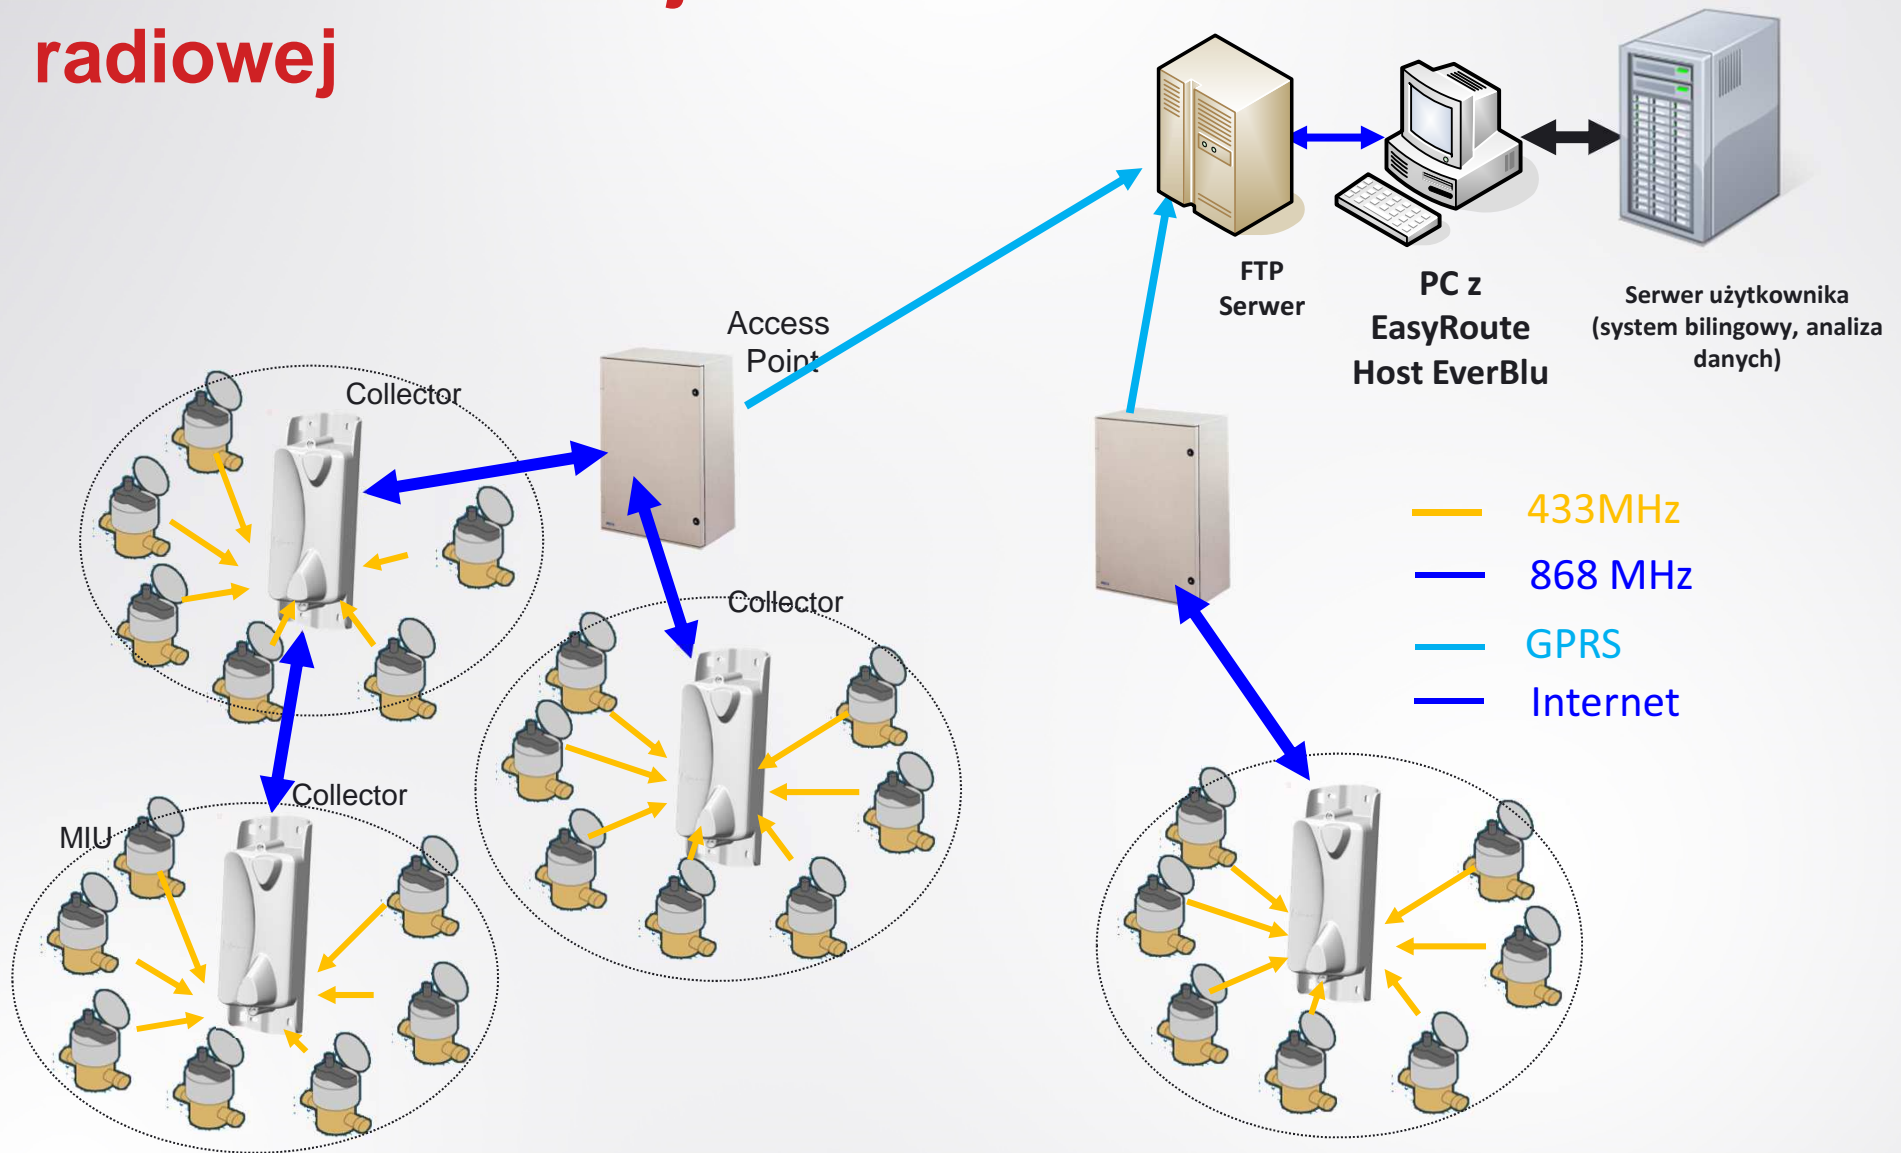 radiowej
FTP
Serwer
PC z
EasyRoute
Host EverBlu
Serwer użytkownika
(system bilingowy, analiza
danych)
Access
Point
Collector
433MHz
868 MHz
GPRS
Internet
Collector
Collector
MIU